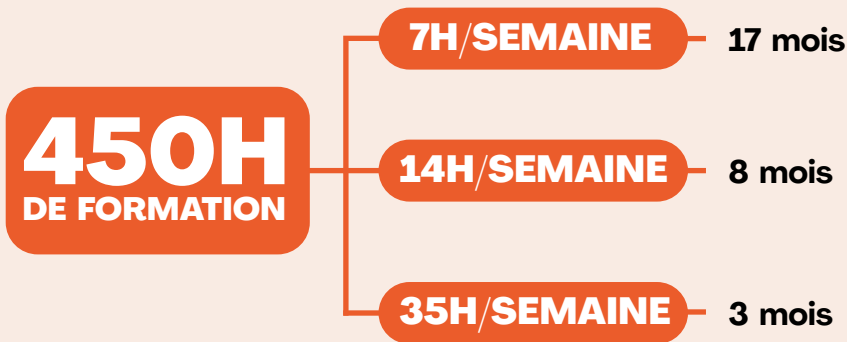 450H
DE FORMATION
7H/SEMAINE
17 mois
14H/SEMAINE
8 mois
35H/SEMAINE
3 mois